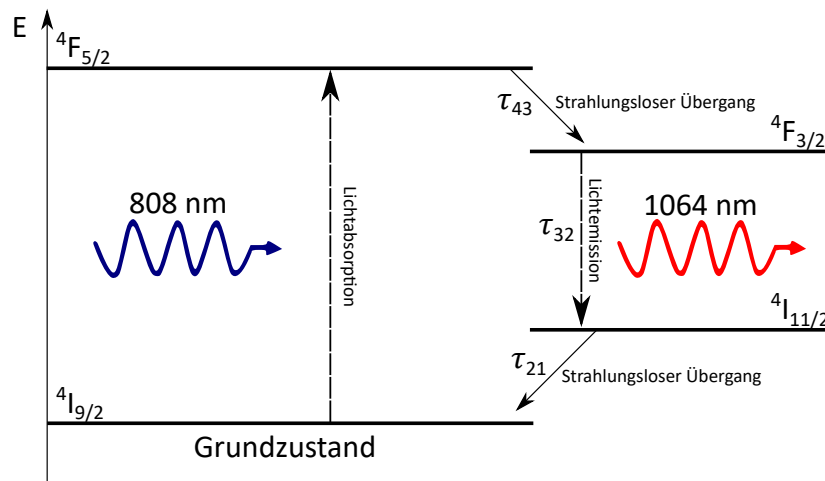 E
⁴F₅/₂
τ₄₃
Strahlungsloser Übergang
⁴F₃/₂
808 nm
Lichtabsorption
τ₃₂
Lichtemission
1064 nm
⁴I₁₁/₂
τ₂₁
Strahlungsloser Übergang
⁴I₉/₂
Grundzustand